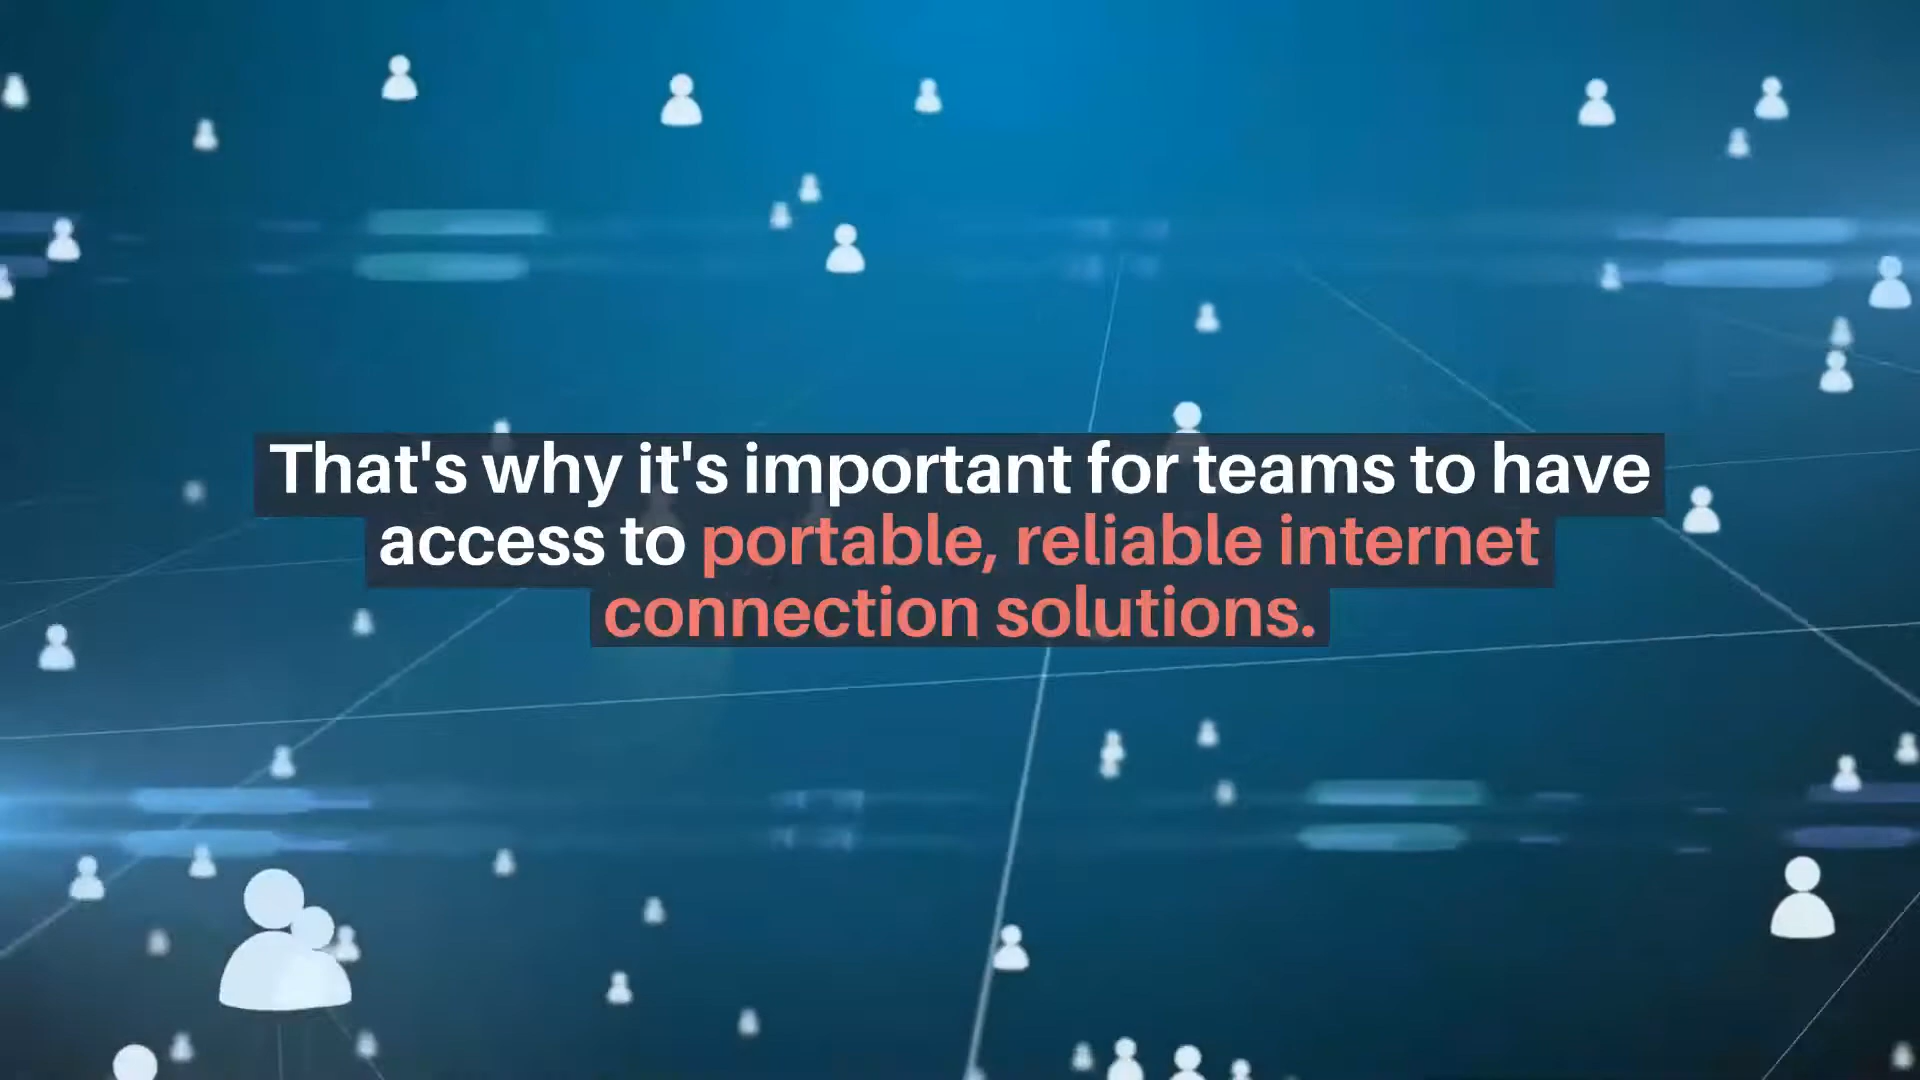 That's why it's important for teams to have
access to portable, reliable internet
connection solutions.